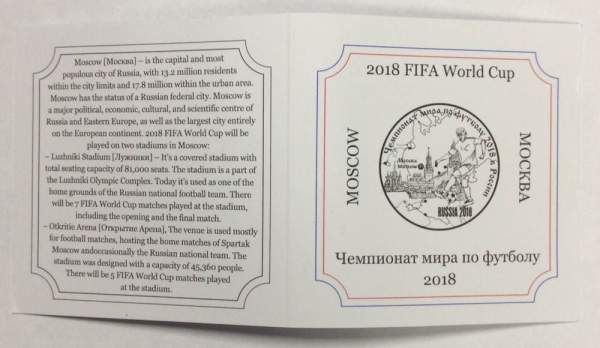 Moscow [Москва] – is the capital and most
populous city of Russia, with 13.2 million residents
within the city limits and 17.8 million within the urban area.
Moscow has the status of a Russian federal city. Moscow is
a major political, economic, cultural, and scientific centre of
Russia and Eastern Europe, as well as the largest city entirely
on the European continent. 2018 FIFA World Cup will be
played on two stadiums in Moscow:
– Luzhniki Stadium [Лужники] – It's a covered stadium with
total seating capacity of 81,000 seats. The stadium is a part of
the Luzhniki Olympic Complex. Today it's used as one of the
home grounds of the Russian national football team. There
will be 7 FIFA World Cup matches played at the stadium,
including the opening and the final match.
– Otkritie Arena [Открытие Арена], The venue is used mostly
for football matches, hosting the home matches of Spartak
Moscow andoccorionally the Russian national team. The
stadium was designed with a capacity of 45,360 people.
There will be 5 FIFA World Cup matches played
at the stadium.
2018 FIFA World Cup
MOSCOW
Чемпионат мира по футболу 2018 в России
Москва
Moscow
RUSSIA 2018
МОСКВА
Чемпионат мира по футболу
2018